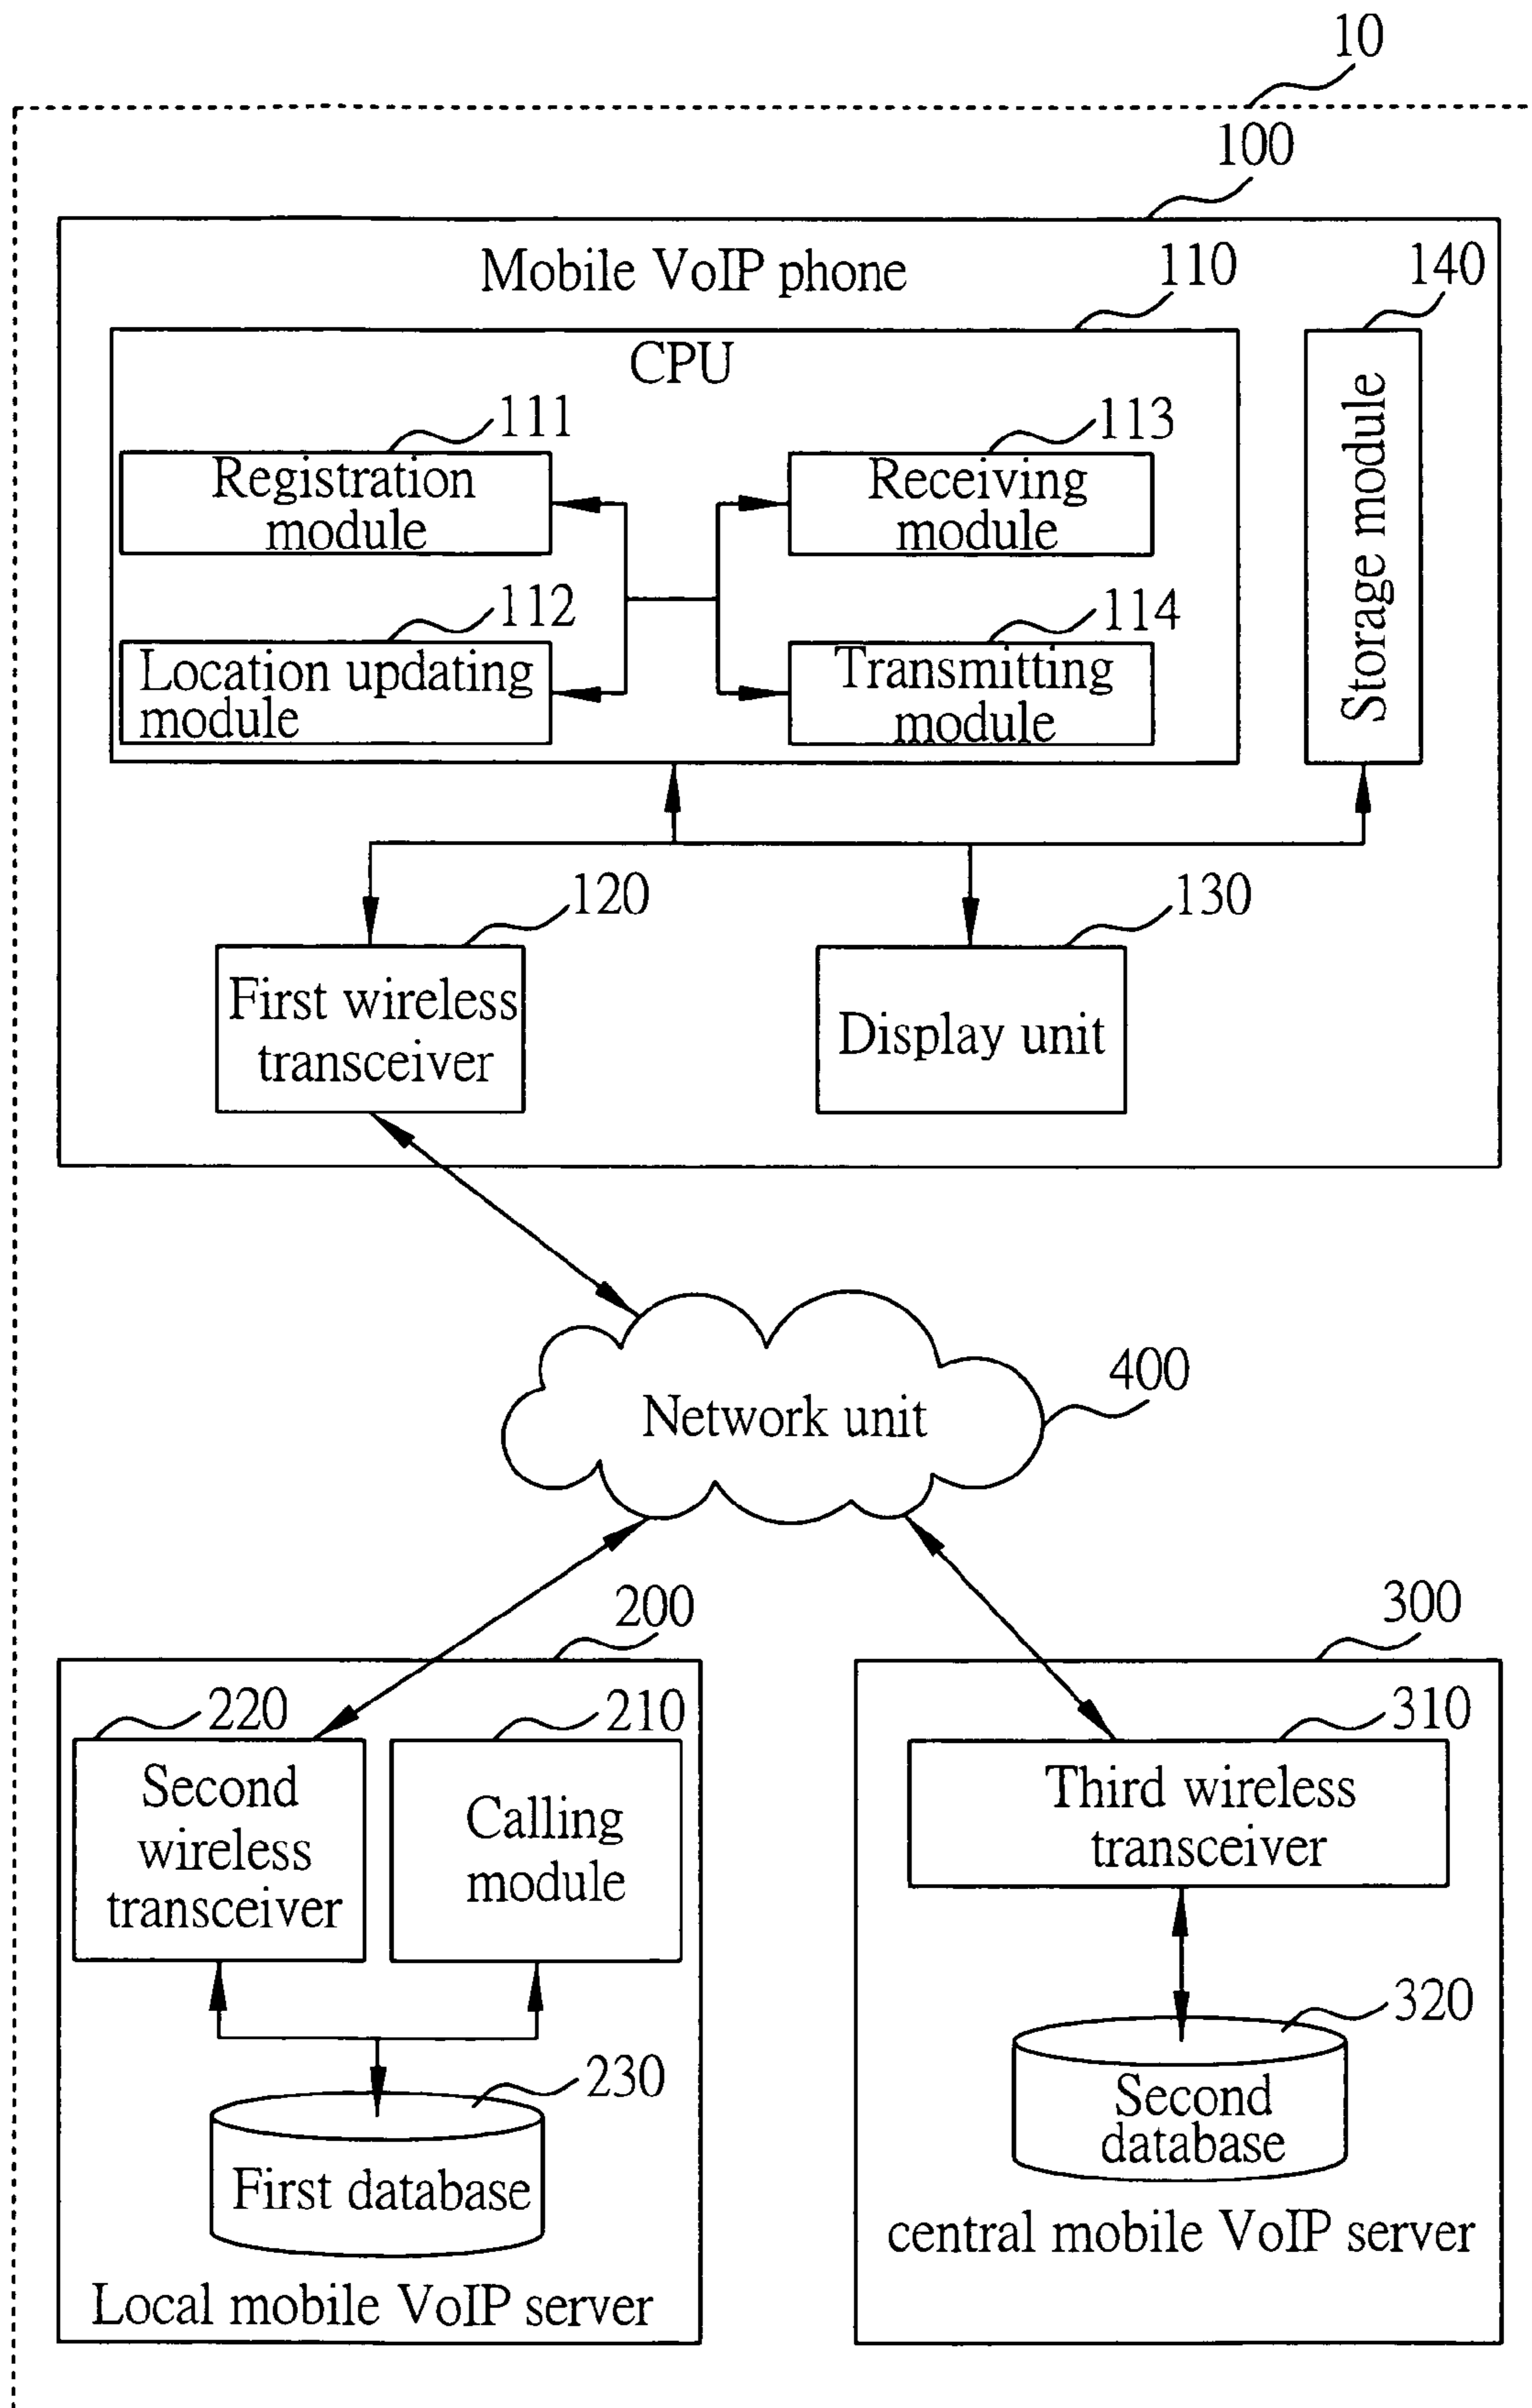 10
100
Mobile VoIP phone
110
140
CPU
111
113
Registration
module
Receiving
module
Storage module
112
114
Location updating
module
Transmitting
module
120
130
First wireless
transceiver
Display unit
400
Network unit
200
300
220
210
310
Second
wireless
transceiver
Calling
module
Third wireless
transceiver
320
230
Second
database
First database
central mobile VoIP server
Local mobile VoIP server